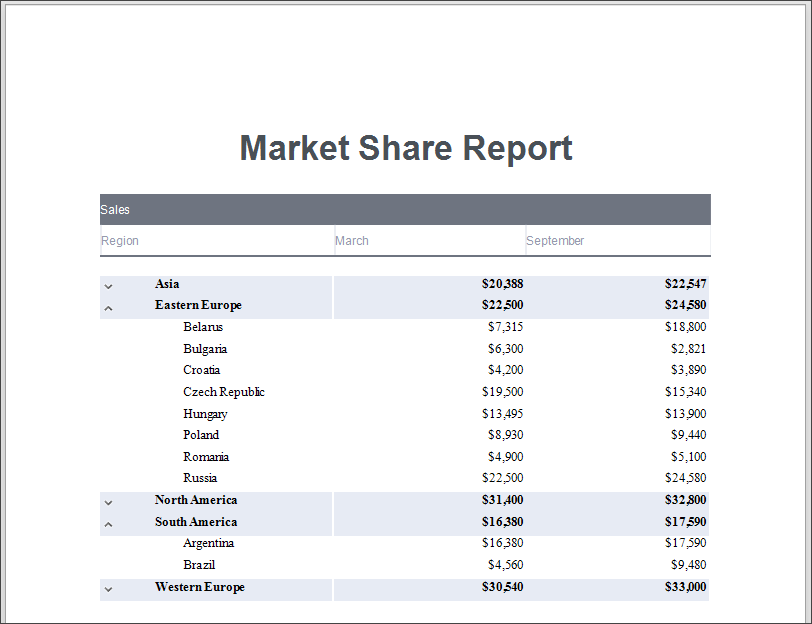 Market Share Report
Sales
Region March September
Asia $20,388 $22,547
Eastern Europe $22,500 $24,580
Belarus $7,315 $18,800
Bulgaria $6,300 $2,821
Croatia $4,200 $3,890
Czech Republic $19,500 $15,340
Hungary $13,495 $13,900
Poland $8,930 $9,440
Romania $4,900 $5,100
Russia $22,500 $24,580
North America $31,400 $32,800
South America $16,380 $17,590
Argentina $16,380 $17,590
Brazil $4,560 $9,480
Western Europe $30,540 $33,000